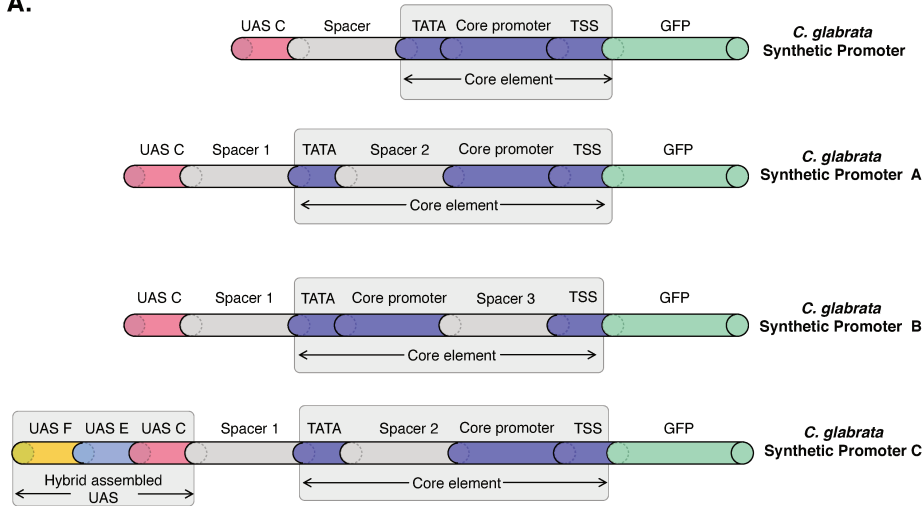 A.
UAS C Spacer TATA Core promoter TSS GFP
Core element
C. glabrata
Synthetic Promoter
UAS C Spacer 1 TATA Spacer 2 Core promoter TSS GFP
Core element
C. glabrata
Synthetic Promoter A
UAS C Spacer 1 TATA Core promoter Spacer 3 TSS GFP
Core element
C. glabrata
Synthetic Promoter B
UAS F UAS E UAS C Spacer 1 TATA Spacer 2 Core promoter TSS GFP
Hybrid assembled
UAS
Core element
C. glabrata
Synthetic Promoter C